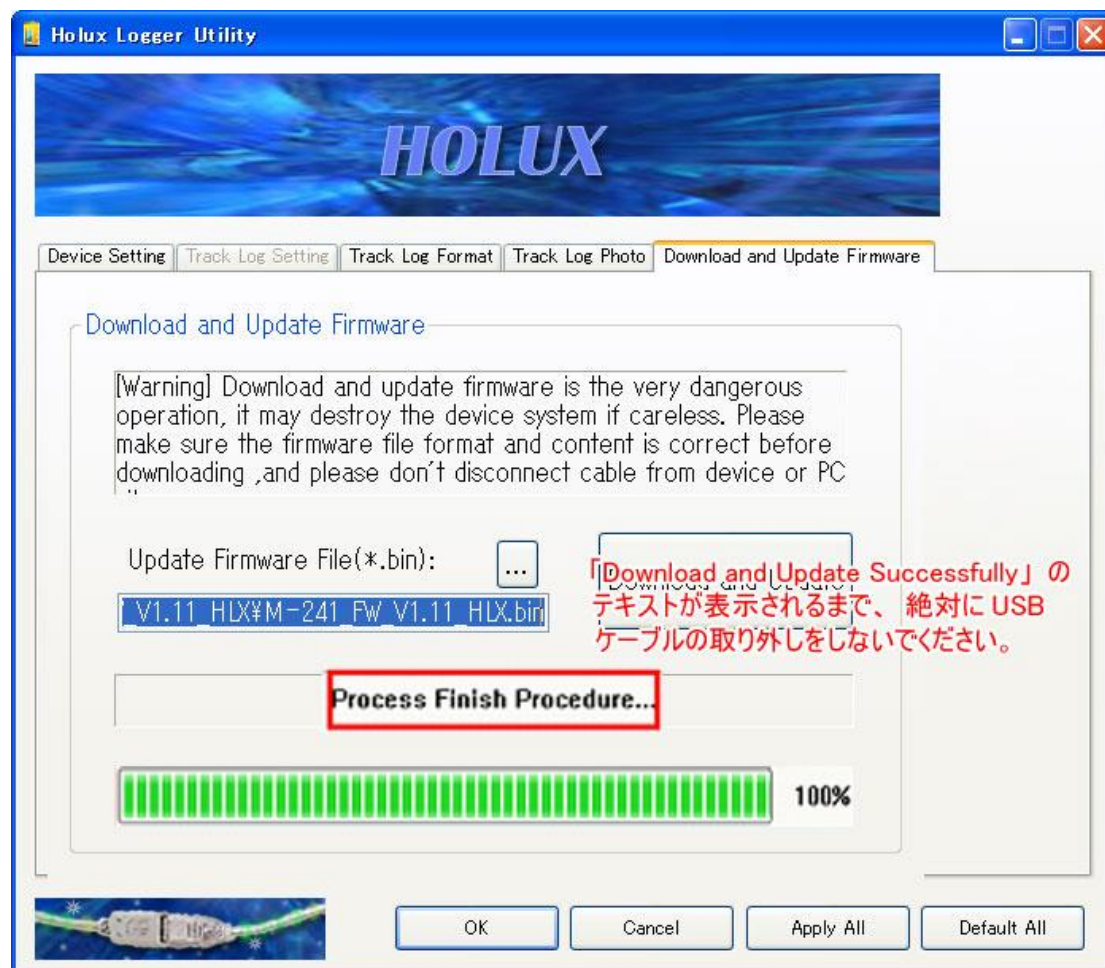 Holux Logger Utility
HOLUX
Device Setting Track Log Setting Track Log Format Track Log Photo Download and Update Firmware
Download and Update Firmware
[Warning] Download and update firmware is the very dangerous
operation, it may destroy the device system if careless. Please
make sure the firmware file format and content is correct before
downloading ,and please don't disconnect cable from device or PC
Update Firmware File(*.bin):
...
_V1.11_HLX¥M-241_FW_V1.11_HLX.bin
「Download and Update Successfully」の
テキストが表示されるまで、絶対に USB
ケーブルの取り外しをしないでください。
Process Finish Procedure...
100%
OK Cancel Apply All Default All